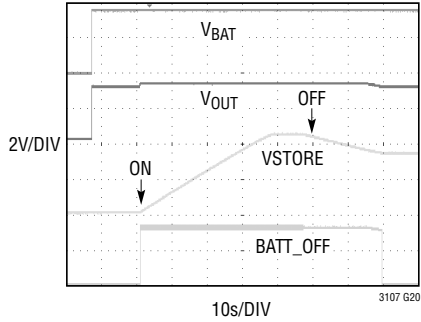 VBAT
VOUT
OFF
2V/DIV
VSTORE
ON
BATT_OFF
3107 G20
10s/DIV